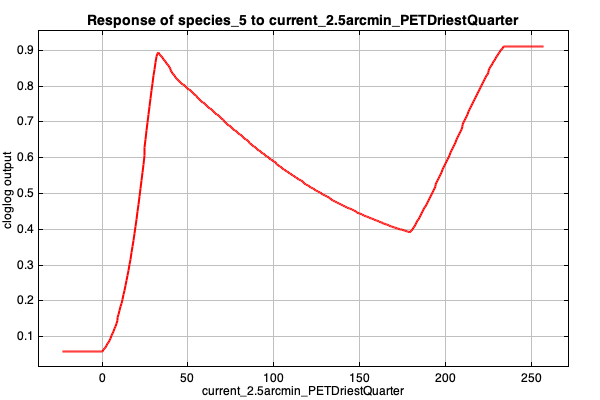 Response of species_5 to current_2.5arcmin_PETDriestQuarter
0.9
0.8
0.7
0.6
0.5
0.4
0.3
0.2
0.1
cloglog output
0 50 100 150 200 250
current_2.5arcmin_PETDriestQuarter